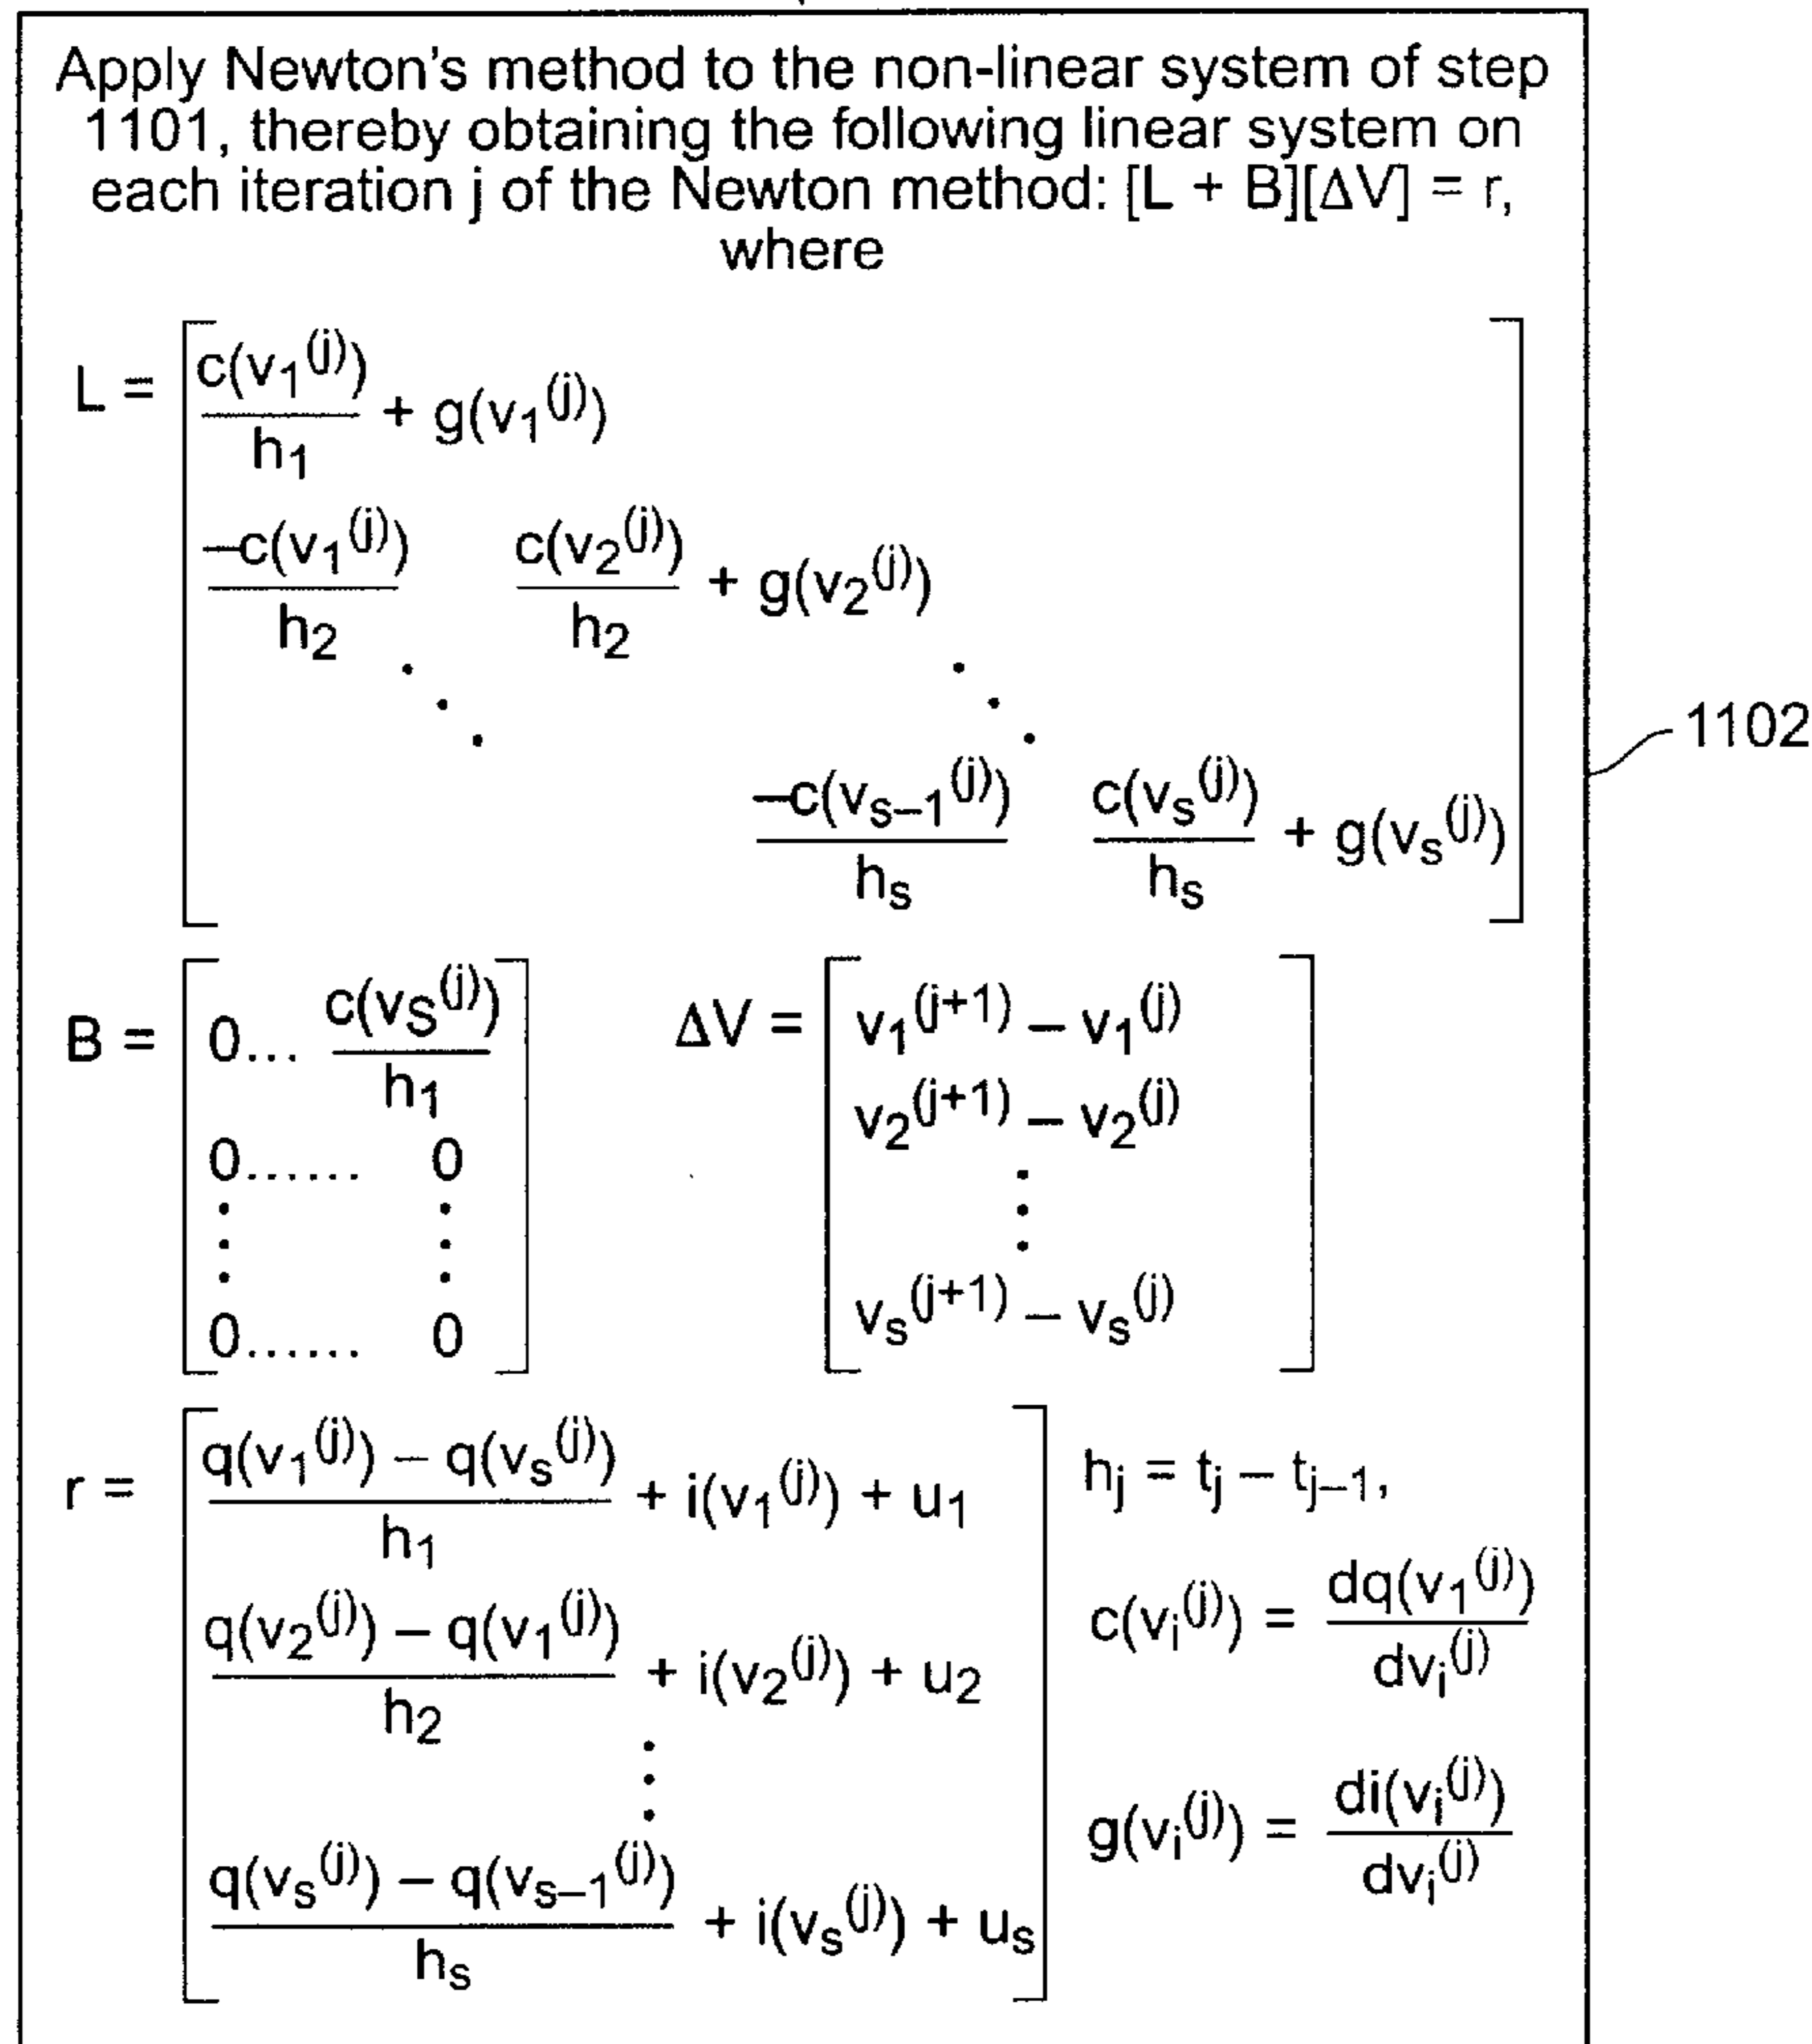 Apply Newton's method to the non-linear system of step
1101, thereby obtaining the following linear system on
each iteration j of the Newton method: [L + B][ΔV] = r,
where
L = [ c(v₁⁽ʲ⁾)/h₁ + g(v₁⁽ʲ⁾)
–c(v₁⁽ʲ⁾)/h₂ c(v₂⁽ʲ⁾)/h₂ + g(v₂⁽ʲ⁾)
. . . . . .
–c(vₛ₋₁⁽ʲ⁾)/hₛ c(vₛ⁽ʲ⁾)/hₛ + g(vₛ⁽ʲ⁾) ]
1102
B = [ 0... c(v_S⁽ʲ⁾)/h₁
0...... 0
. .
. .
. .
0...... 0 ]
ΔV = [ v₁⁽ʲ⁺¹⁾ – v₁⁽ʲ⁾
v₂⁽ʲ⁺¹⁾ – v₂⁽ʲ⁾
.
.
.
vₛ⁽ʲ⁺¹⁾ – vₛ⁽ʲ⁾ ]
r = [ q(v₁⁽ʲ⁾) – q(vₛ⁽ʲ⁾)/h₁ + i(v₁⁽ʲ⁾) + u₁
q(v₂⁽ʲ⁾) – q(v₁⁽ʲ⁾)/h₂ + i(v₂⁽ʲ⁾) + u₂
.
.
.
q(vₛ⁽ʲ⁾) – q(vₛ₋₁⁽ʲ⁾)/hₛ + i(vₛ⁽ʲ⁾) + uₛ ]
hⱼ = tⱼ – tⱼ₋₁,
c(vᵢ⁽ʲ⁾) = dq(v₁⁽ʲ⁾)/dvᵢ⁽ʲ⁾
g(vᵢ⁽ʲ⁾) = di(vᵢ⁽ʲ⁾)/dvᵢ⁽ʲ⁾